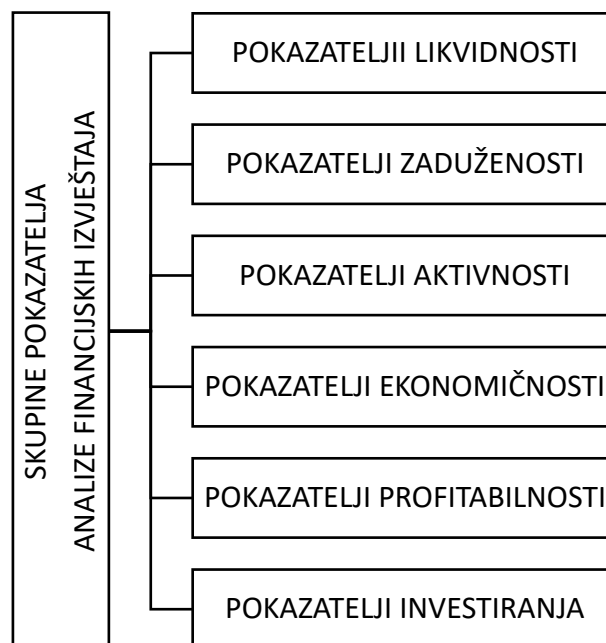 SKUPINE POKAZATELJA
ANALIZE FINANCIJSKIH IZVJEŠTAJA
POKAZATELJII LIKVIDNOSTI
POKAZATELJI ZADUŽENOSTI
POKAZATELJI AKTIVNOSTI
POKAZATELJI EKONOMIČNOSTI
POKAZATELJI PROFITABILNOSTI
POKAZATELJI INVESTIRANJA